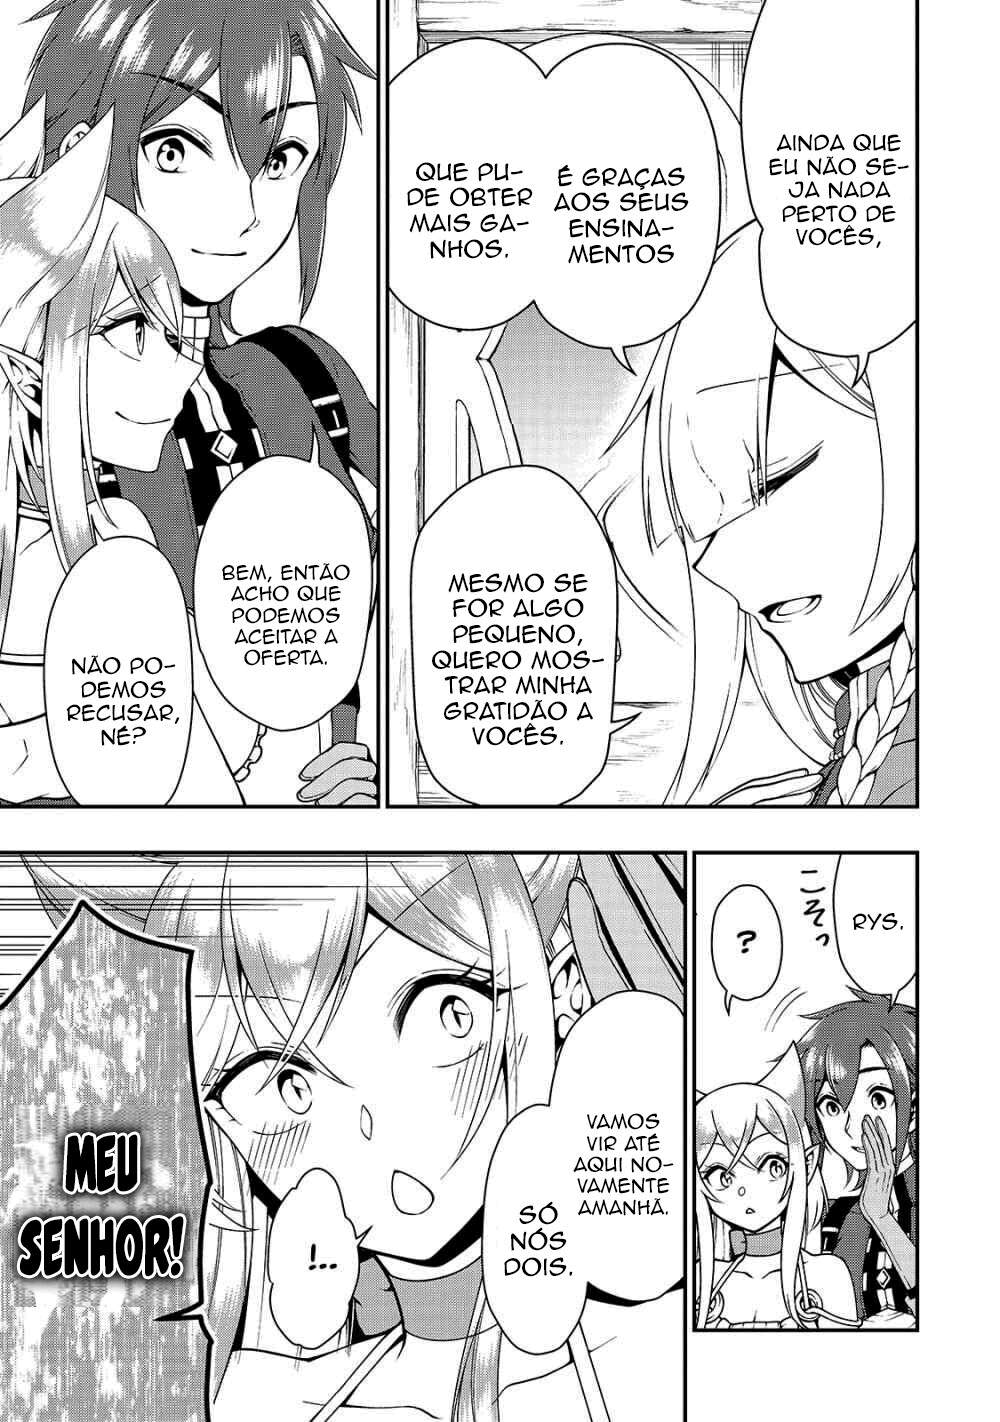 AINDA QUE
EU NÃO SE-
JA NADA
PERTO DE
VOCÊS,
É GRAÇAS
AOS SEUS
ENSINA-
MENTOS
QUE PU-
DE OBTER
MAIS GA-
NHOS.
MESMO SE
FOR ALGO
PEQUENO,
QUERO MOS-
TRAR MINHA
GRATIDÃO A
VOCÊS.
BEM, ENTÃO
ACHO QUE
PODEMOS
ACEITAR A
OFERTA.
NÃO PO-
DEMOS
RECUSAR,
NÉ?
RYS.
こそっ
?
VAMOS
VIR ATÉ
AQUI NO-
VAMENTE
AMANHÃ.
SÓ
NÓS
DOIS.
!...
MEU
SENHOR!